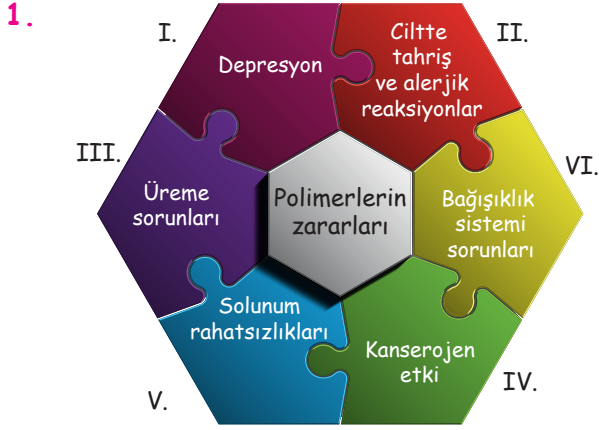 1.
I.
Depresyon
II.
Ciltte
tahriş
ve alerjik
reaksiyonlar
III.
Üreme
sorunları
Polimerlerin
zararları
VI.
Bağışıklık
sistemi
sorunları
V.
Solunum
rahatsızlıkları
Kanserojen
etki
IV.